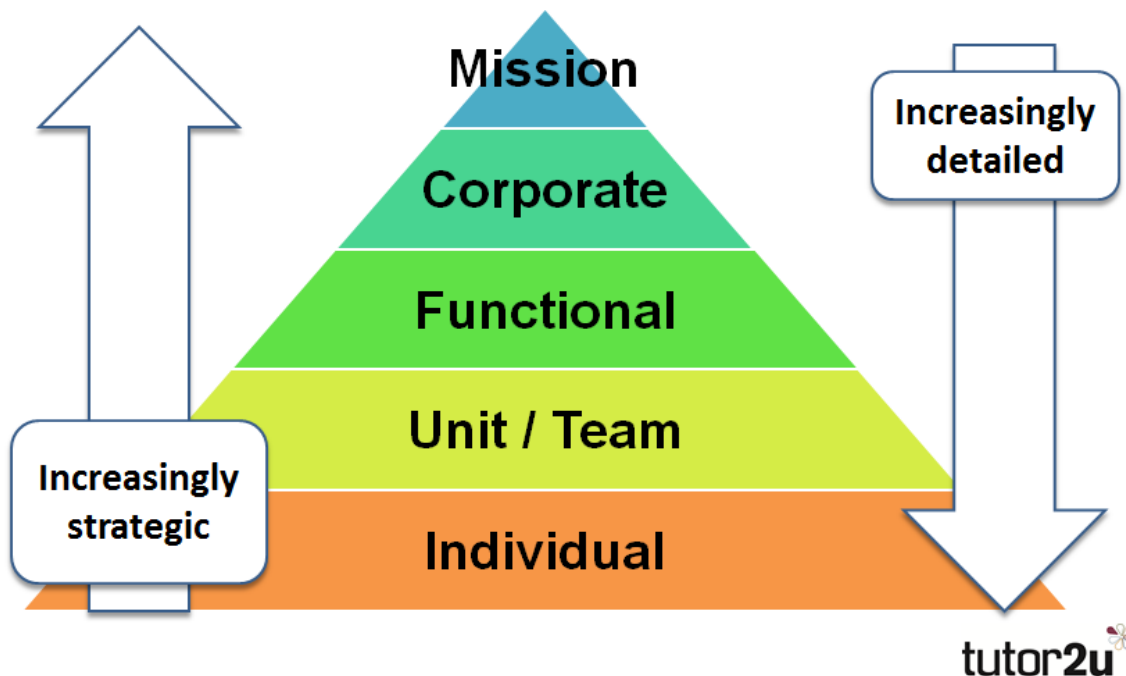 Mission
Increasingly
detailed
Corporate
Functional
Unit / Team
Increasingly
strategic
Individual
tutor2u